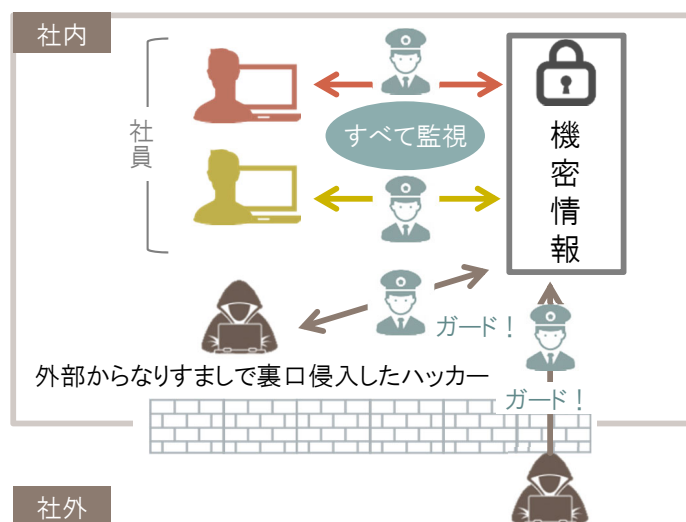 社内
社員
すべて監視
機密情報
ガード！
外部からなりすましで裏口侵入したハッカー
ガード！
社外